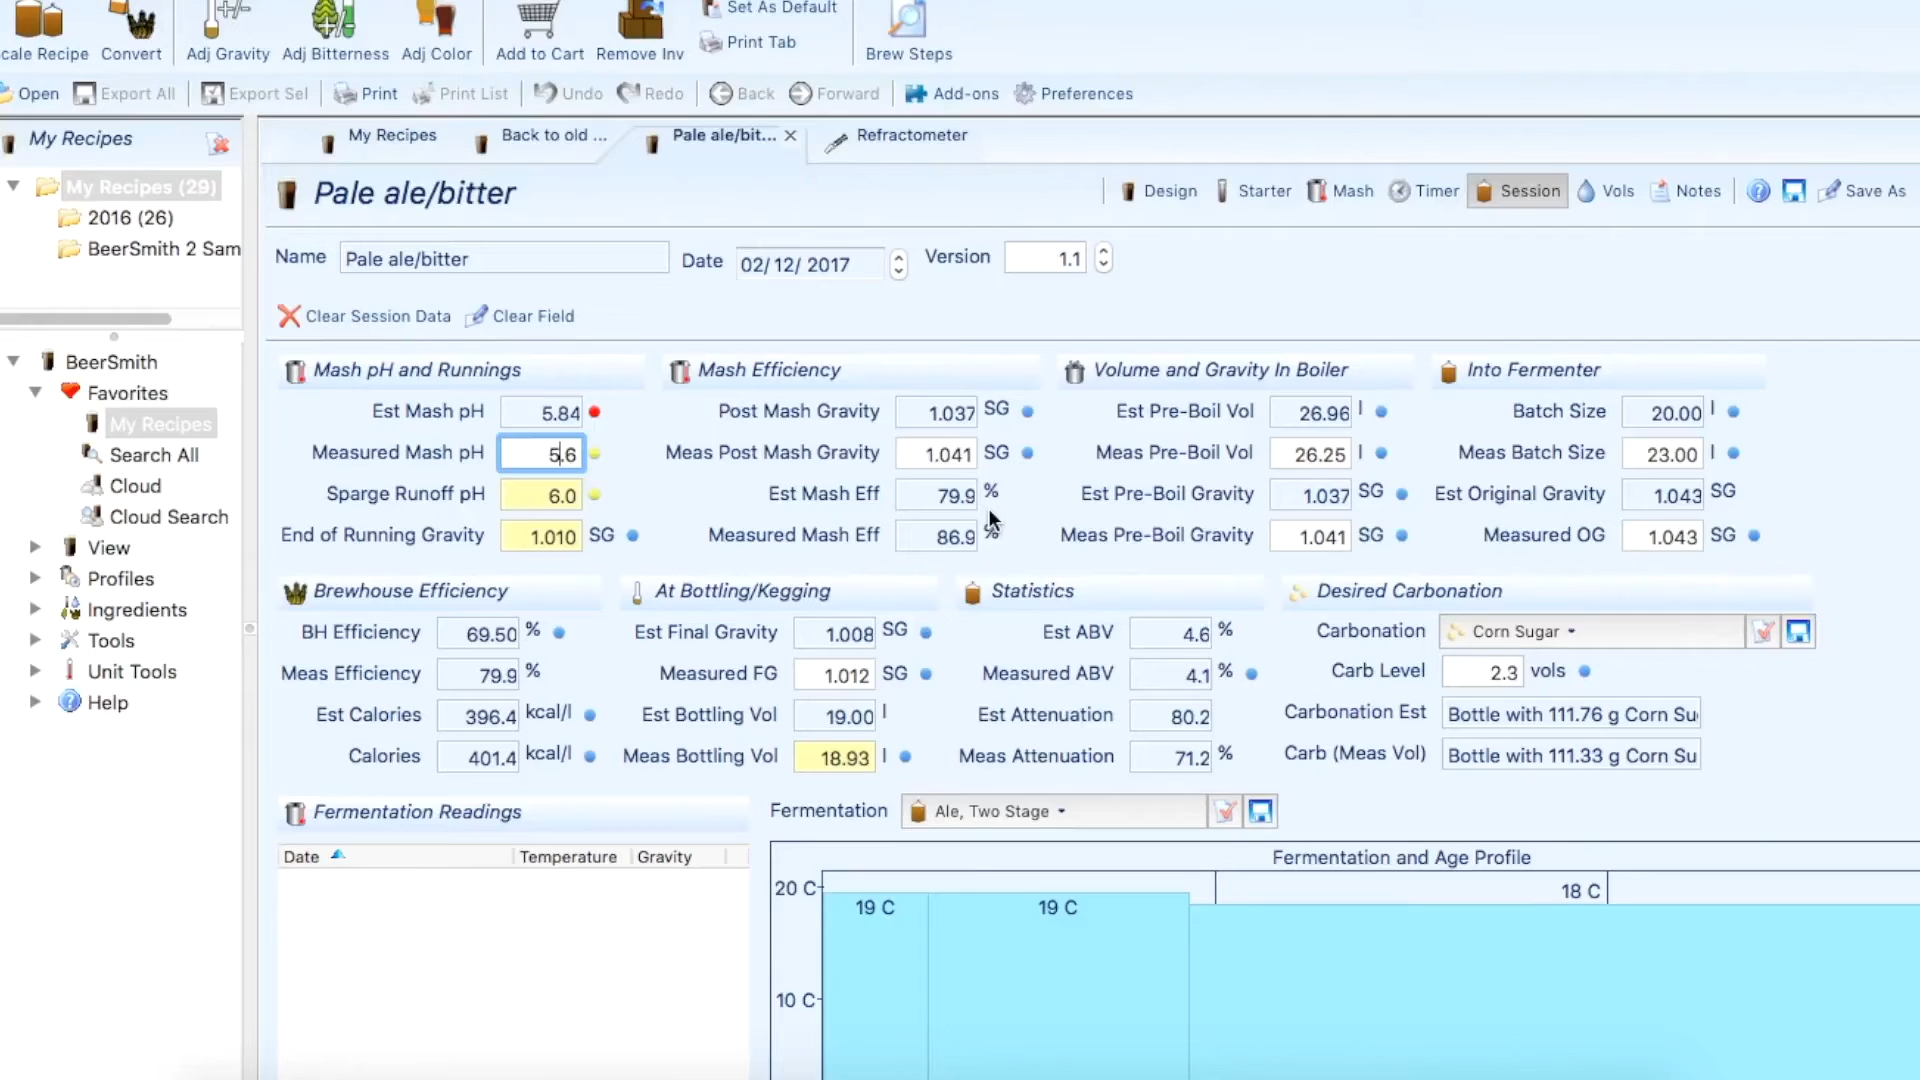 Set As Default
cale Recipe Convert Adj Gravity Adj Bitterness Adj Color Add to Cart Remove Inv Print Tab Brew Steps
Open Export All Export Sel Print Print List Undo Redo Back Forward Add-ons Preferences
My Recipes
My Recipes (29)
2016 (26)
BeerSmith 2 Sam
BeerSmith
Favorites
My Recipes
Search All
Cloud
Cloud Search
View
Profiles
Ingredients
Tools
Unit Tools
Help
My Recipes Back to old ... Pale ale/bit... Refractometer
Pale ale/bitter Design Starter Mash Timer Session Vols Notes Save As
Name Pale ale/bitter Date 02/12/ 2017 Version 1.1
Clear Session Data Clear Field
Mash pH and Runnings
Est Mash pH 5.84
Measured Mash pH 5.6
Sparge Runoff pH 6.0
End of Running Gravity 1.010 SG
Mash Efficiency
Post Mash Gravity 1.037 SG
Meas Post Mash Gravity 1.041 SG
Est Mash Eff 79.9 %
Measured Mash Eff 86.9 %
Volume and Gravity In Boiler
Est Pre-Boil Vol 26.96 l
Meas Pre-Boil Vol 26.25 l
Est Pre-Boil Gravity 1.037 SG
Meas Pre-Boil Gravity 1.041 SG
Into Fermenter
Batch Size 20.00 l
Meas Batch Size 23.00 l
Est Original Gravity 1.043 SG
Measured OG 1.043 SG
Brewhouse Efficiency
BH Efficiency 69.50 %
Meas Efficiency 79.9 %
Est Calories 396.4 kcal/l
Calories 401.4 kcal/l
At Bottling/Kegging
Est Final Gravity 1.008 SG
Measured FG 1.012 SG
Est Bottling Vol 19.00 l
Meas Bottling Vol 18.93 l
Statistics
Est ABV 4.6 %
Measured ABV 4.1 %
Est Attenuation 80.2
Meas Attenuation 71.2 %
Desired Carbonation
Carbonation Corn Sugar
Carb Level 2.3 vols
Carbonation Est Bottle with 111.76 g Corn Su
Carb (Meas Vol) Bottle with 111.33 g Corn Su
Fermentation Readings
Date Temperature Gravity
Fermentation Ale, Two Stage
Fermentation and Age Profile
20 C
18 C
19 C 19 C
10 C